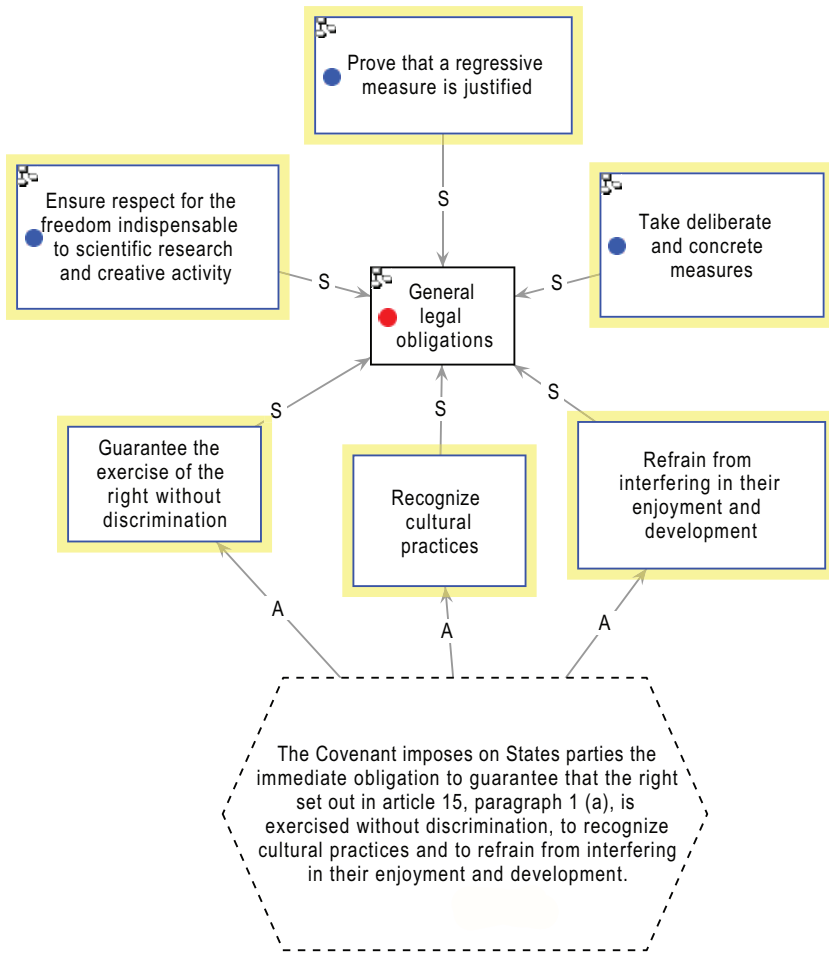 Prove that a regressive
measure is justified
S
Ensure respect for the
freedom indispensable
to scientific research
and creative activity
S
Take deliberate
and concrete
measures
S
General
legal
obligations
S
S
S
Guarantee the
exercise of the
right without
discrimination
Recognize
cultural
practices
Refrain from
interfering in their
enjoyment and
development
A
A
A
The Covenant imposes on States parties the
immediate obligation to guarantee that the right
set out in article 15, paragraph 1 (a), is
exercised without discrimination, to recognize
cultural practices and to refrain from interfering
in their enjoyment and development.